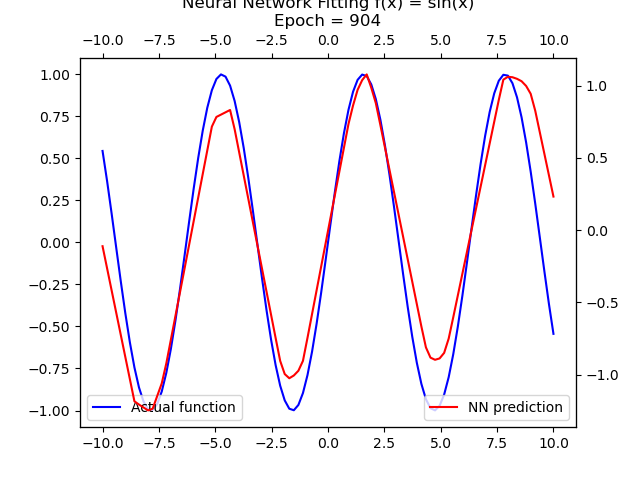 Neural Network Fitting f(x) = sin(x)
Epoch = 904
−10.0 −7.5 −5.0 −2.5 0.0 2.5 5.0 7.5 10.0
1.00
0.75
0.50
0.25
0.00
−0.25
−0.50
−0.75
−1.00
1.0
0.5
0.0
−0.5
−1.0
Actual function
NN prediction
−10.0 −7.5 −5.0 −2.5 0.0 2.5 5.0 7.5 10.0